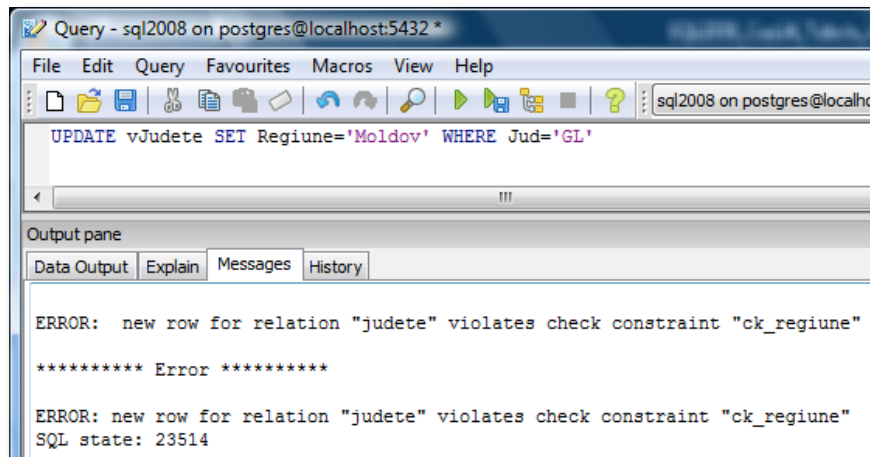 Query - sql2008 on postgres@localhost:5432 *
File Edit Query Favourites Macros View Help
sql2008 on postgres@localho
UPDATE vJudete SET Regiune='Moldov' WHERE Jud='GL'
Output pane
Data Output Explain Messages History
ERROR:  new row for relation "judete" violates check constraint "ck_regiune"
********** Error **********
ERROR: new row for relation "judete" violates check constraint "ck_regiune"
SQL state: 23514